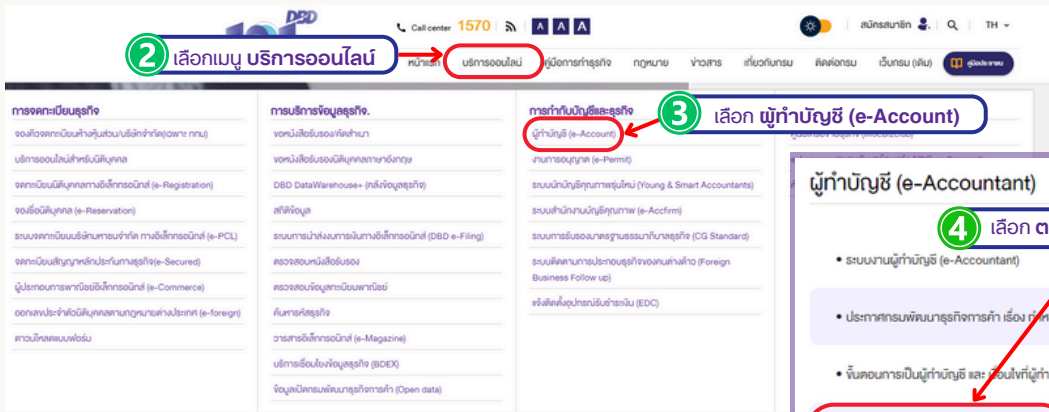 DBD
Call center 1570 A A A สมัครสมาชิก TH
2 เลือกเมนู บริการออนไลน์
หน้าแรก บริการออนไลน์ คู่มือการทำธุรกิจ กฎหมาย ข่าวสาร เกี่ยวกับกรม ติดต่อกรม เว็บกรม (เดิม) คู่มือประชาชน
การจดทะเบียนธุรกิจ
จองคิวจดทะเบียนห้างหุ้นส่วน/บริษัทจำกัด(เฉพาะ กทม)
บริการออนไลน์สำหรับนิติบุคคล
จดทะเบียนนิติบุคคลทางอิเล็กทรอนิกส์ (e-Registration)
จองชื่อนิติบุคคล (e-Reservation)
ระบบจดทะเบียนบริษัทมหาชนจำกัด ทางอิเล็กทรอนิกส์ (e-PCL)
จดทะเบียนสัญญาหลักประกันทางธุรกิจ(e-Secured)
ผู้ประกอบการพาณิชย์อิเล็กทรอนิกส์ (e-Commerce)
ออกเลขประจำตัวนิติบุคคลตามกฎหมายต่างประเทศ (e-foreign)
ดาวน์โหลดแบบฟอร์ม
การบริการข้อมูลธุรกิจ.
ขอหนังสือรับรอง/คัดสำเนา
ขอหนังสือรับรองนิติบุคคลภาษาอังกฤษ
DBD DataWarehouse+ (คลังข้อมูลธุรกิจ)
สถิติข้อมูล
ระบบการนำส่งงบการเงินทางอิเล็กทรอนิกส์ (DBD e-Filing)
ตรวจสอบหนังสือรับรอง
ตรวจสอบข้อมูลทะเบียนพาณิชย์
ค้นหารหัสธุรกิจ
วารสารอิเล็กทรอนิกส์ (e-Magazine)
บริการเชื่อมโยงข้อมูลธุรกิจ (BDEX)
ข้อมูลเปิดกรมพัฒนาธุรกิจการค้า (Open data)
การกำกับบัญชีและธุรกิจ
3 เลือก ผู้ทำบัญชี (e-Account)
ผู้ทำบัญชี (e-Account)
งานการอนุญาต (e-Permit)
ระบบนักบัญชีคุณภาพรุ่นใหม่ (Young & Smart Accountants)
ระบบสำนักงานบัญชีคุณภาพ (e-Accfirm)
ระบบการรับรองมาตรฐานธรรมาภิบาลธุรกิจ (CG Standard)
ระบบติดตามการประกอบธุรกิจของคนต่างด้าว (Foreign
Business Follow up)
แจ้งติดตั้งอุปกรณ์รับชำระเงิน (EDC)
ผู้ทำบัญชี (e-Accountant)
4 เลือก ต
• ระบบงานผู้ทำบัญชี (e-Accountant)
• ประกาศกรมพัฒนาธุรกิจการค้า เรื่อง กำห
• ขั้นตอนการเป็นผู้ทำบัญชี และ เงื่อนไขที่ผู้ทำ